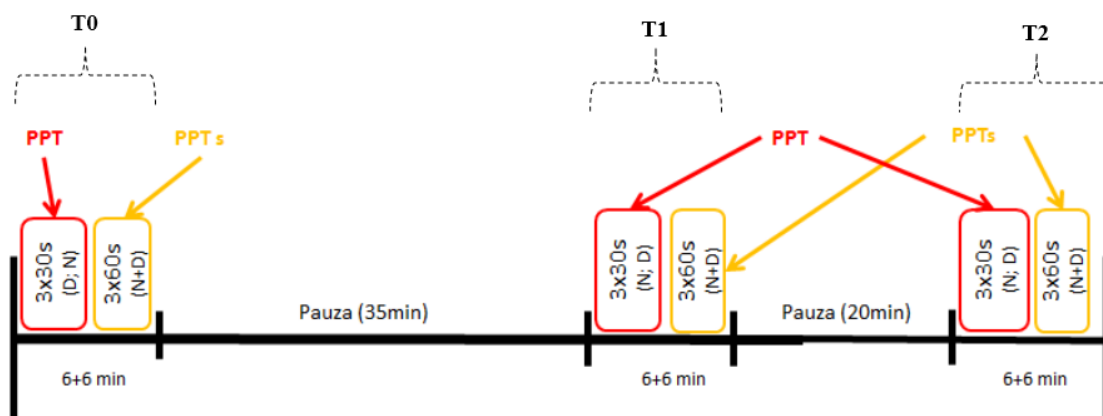 T0
T1
T2
PPT
PPT s
PPT
PPTs
3x30s
(D; N)
3x60s
(N+D)
3x30s
(N; D)
3x60s
(N+D)
3x30s
(N; D)
3x60s
(N+D)
Pauza (35min)
Pauza (20min)
6+6 min
6+6 min
6+6 min